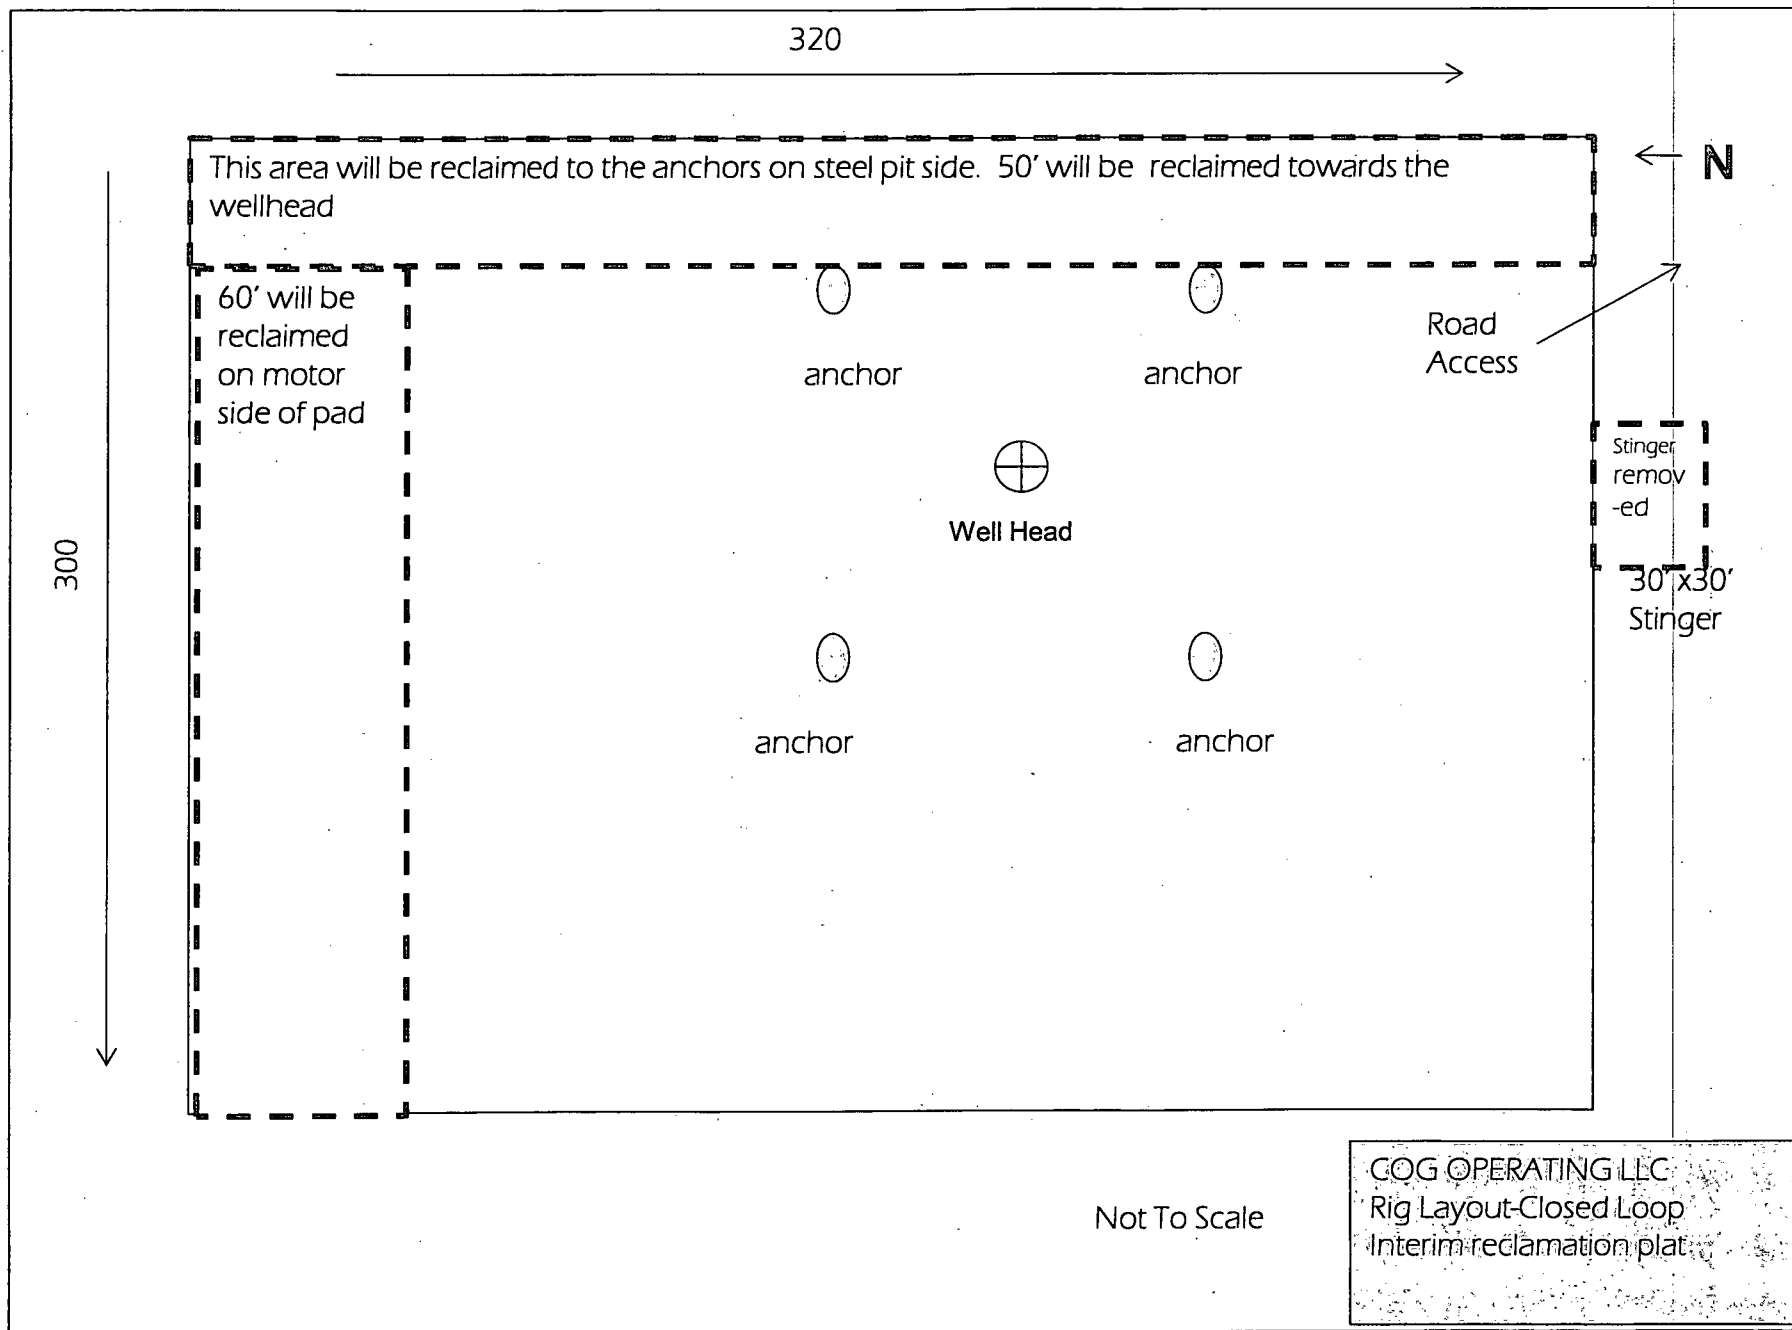 320
This area will be reclaimed to the anchors on steel pit side. 50' will be reclaimed towards the
wellhead
N
60' will be
reclaimed
on motor
side of pad
anchor
anchor
Road
Access
Stinger
remov
-ed
Well Head
300
30'x30'
Stinger
anchor
anchor
Not To Scale
COG OPERATING LLC
Rig Layout-Closed Loop
Interim reclamation plat